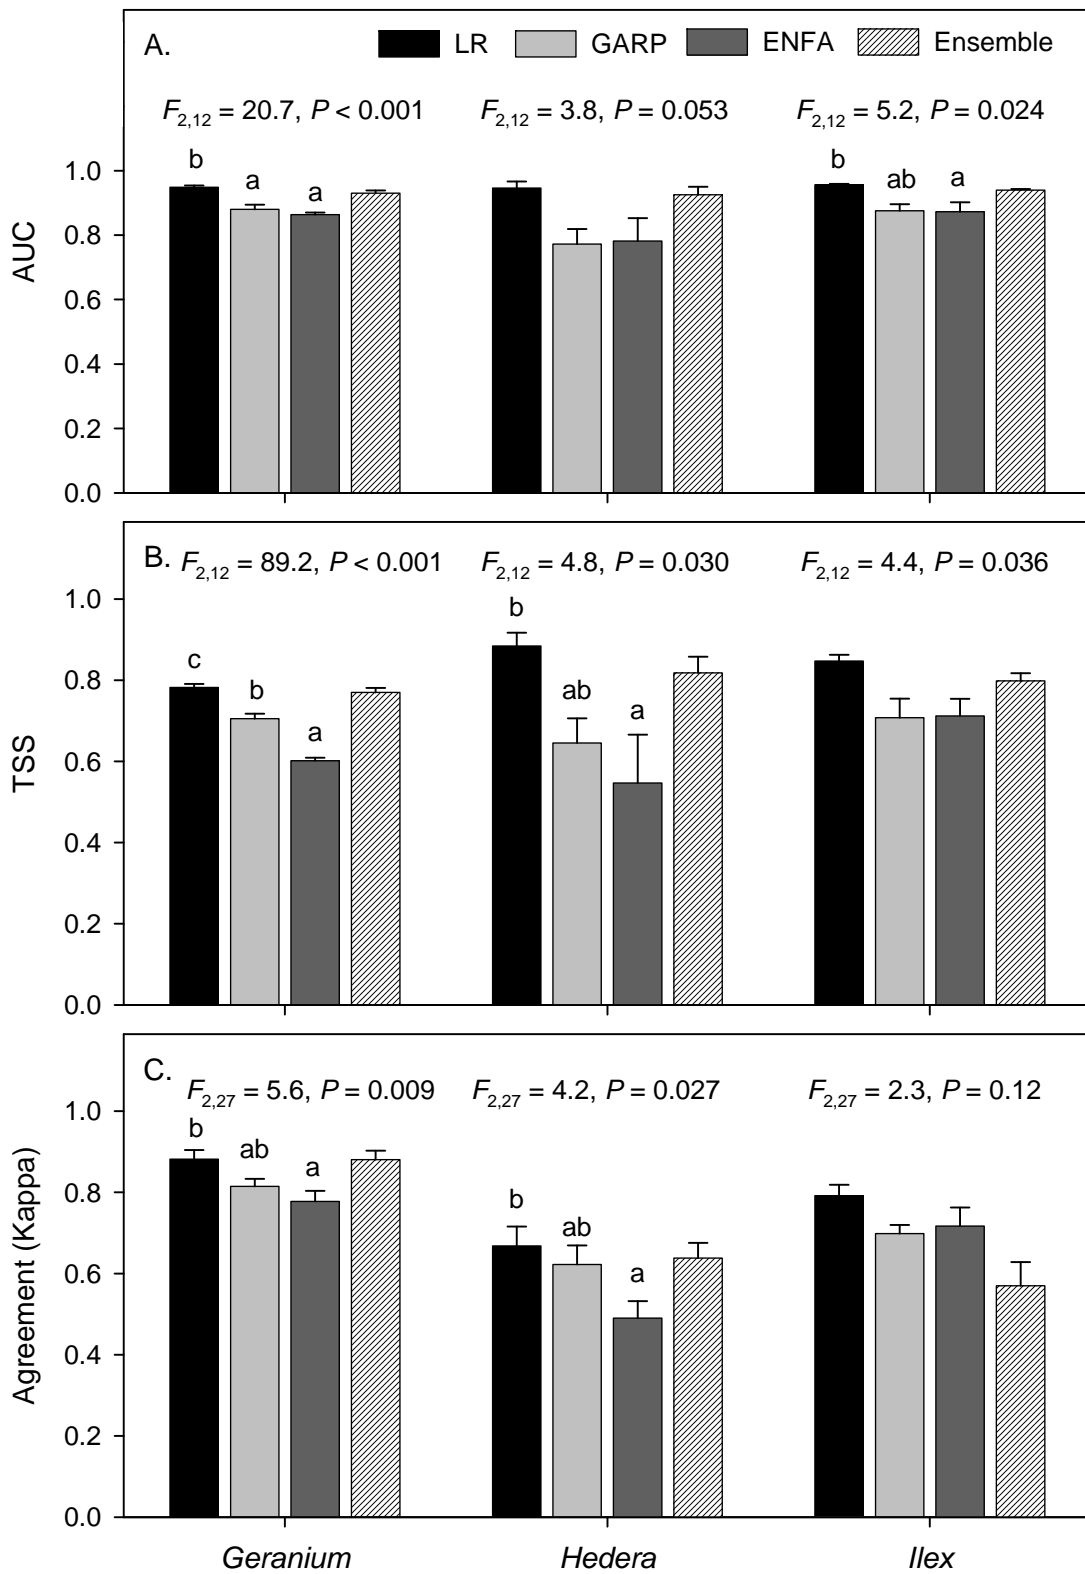 A.
LR GARP ENFA Ensemble
F2,12 = 20.7, P < 0.001 F2,12 = 3.8, P = 0.053 F2,12 = 5.2, P = 0.024
b a a b ab a
AUC
1.0
0.8
0.6
0.4
0.2
0.0
B. F2,12 = 89.2, P < 0.001 F2,12 = 4.8, P = 0.030 F2,12 = 4.4, P = 0.036
c b a b ab a
TSS
1.0
0.8
0.6
0.4
0.2
0.0
C. F2,27 = 5.6, P = 0.009 F2,27 = 4.2, P = 0.027 F2,27 = 2.3, P = 0.12
b ab a b ab a
Agreement (Kappa)
1.0
0.8
0.6
0.4
0.2
0.0
Geranium Hedera Ilex